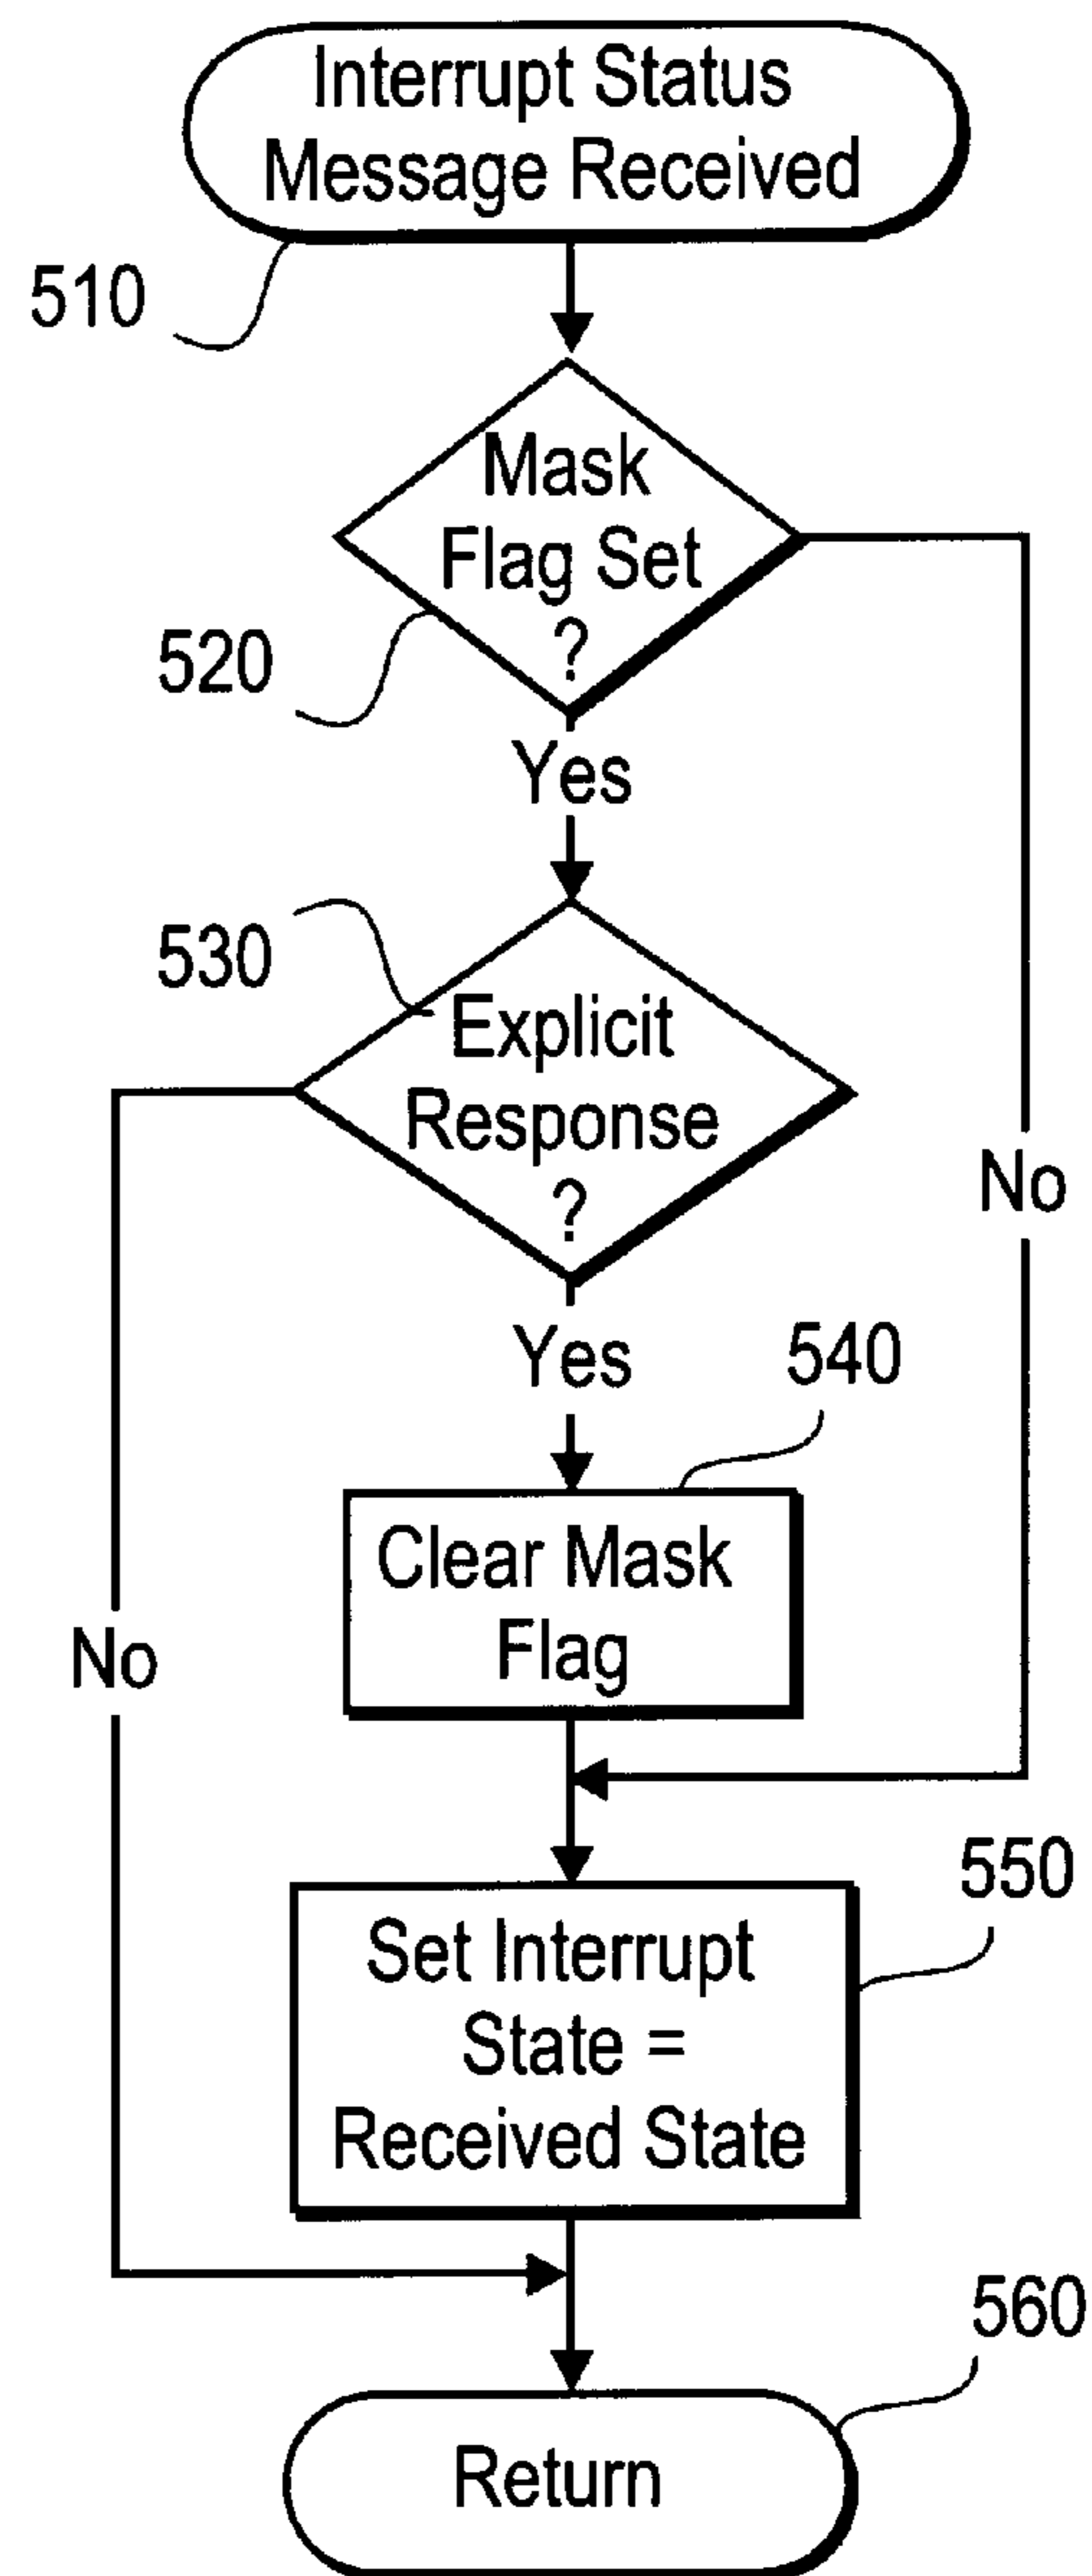 Interrupt Status
Message Received
510
Mask
Flag Set
?
520
Yes
530
Explicit
Response
?
No
Yes
540
Clear Mask
Flag
No
550
Set Interrupt
State =
Received State
560
Return